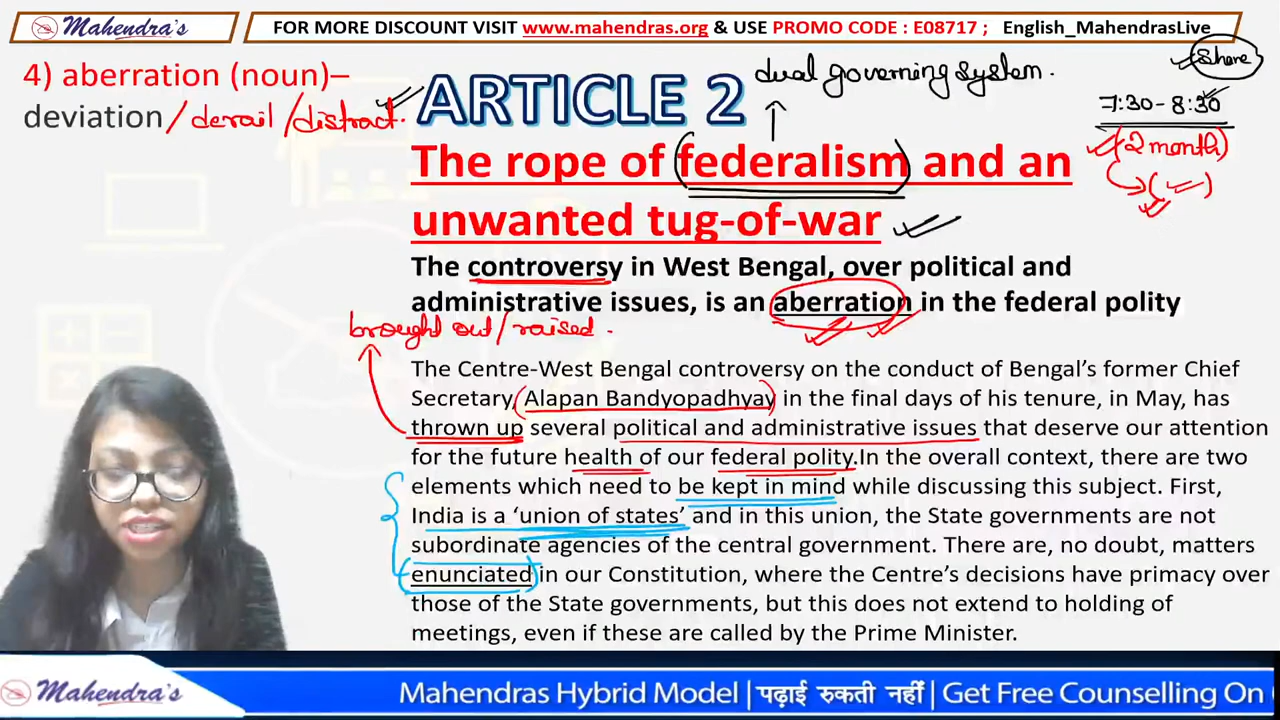 Mahendra's
FOR MORE DISCOUNT VISIT www.mahendras.org & USE PROMO CODE : E08717 ; English_MahendrasLive
Share
4) aberration (noun)–
deviation / derail / distract.
ARTICLE 2
dual governing system.
7:30 - 8:30
(2 month)
The rope of federalism and an
unwanted tug-of-war
The controversy in West Bengal, over political and
administrative issues, is an aberration in the federal polity
brought out / raised.
The Centre-West Bengal controversy on the conduct of Bengal's former Chief
Secretary, Alapan Bandyopadhyay in the final days of his tenure, in May, has
thrown up several political and administrative issues that deserve our attention
for the future health of our federal polity.In the overall context, there are two
elements which need to be kept in mind while discussing this subject. First,
India is a ‘union of states’ and in this union, the State governments are not
subordinate agencies of the central government. There are, no doubt, matters
enunciated in our Constitution, where the Centre’s decisions have primacy over
those of the State governments, but this does not extend to holding of
meetings, even if these are called by the Prime Minister.
Mahendra's
Mahendras Hybrid Model | पढ़ाई रुकती नहीं | Get Free Counselling On